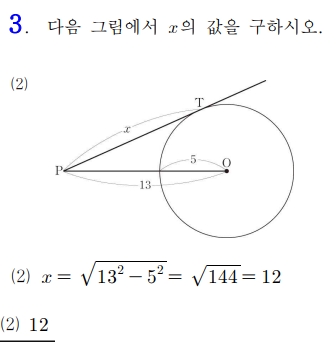 3. 다음 그림에서 x의 값을 구하시오.
(2)
T
x
5
O
P
13
(2) x = √(13² − 5²) = √144 = 12
(2) 12